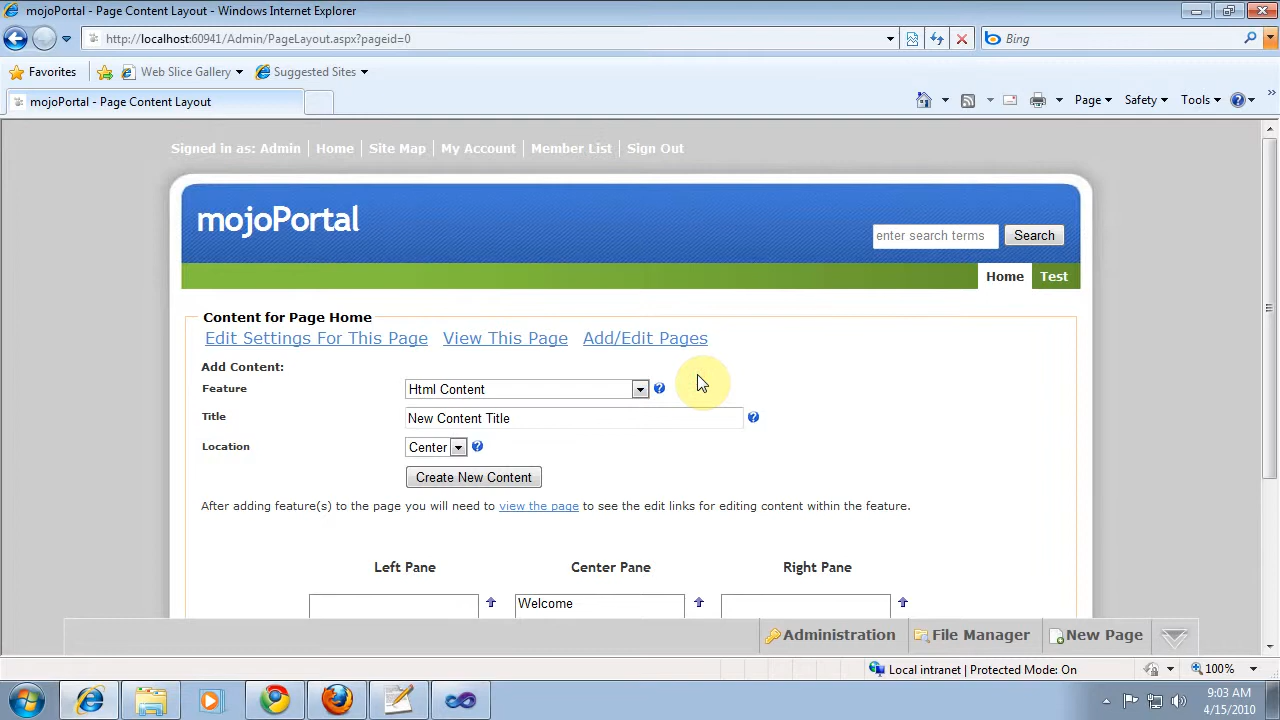 mojoPortal - Page Content Layout - Windows Internet Explorer
http://localhost:60941/Admin/PageLayout.aspx?pageid=0
Bing
Favorites Web Slice Gallery Suggested Sites
mojoPortal - Page Content Layout
Page Safety Tools
Signed in as: Admin Home Site Map My Account Member List Sign Out
mojoPortal
enter search terms Search
Home Test
Content for Page Home
Edit Settings For This Page View This Page Add/Edit Pages
Add Content:
Feature Html Content
Title New Content Title
Location Center
Create New Content
After adding feature(s) to the page you will need to view the page to see the edit links for editing content within the feature.
Left Pane Center Pane Right Pane
Welcome
Administration File Manager New Page
Local intranet | Protected Mode: On 100%
9:03 AM
4/15/2010